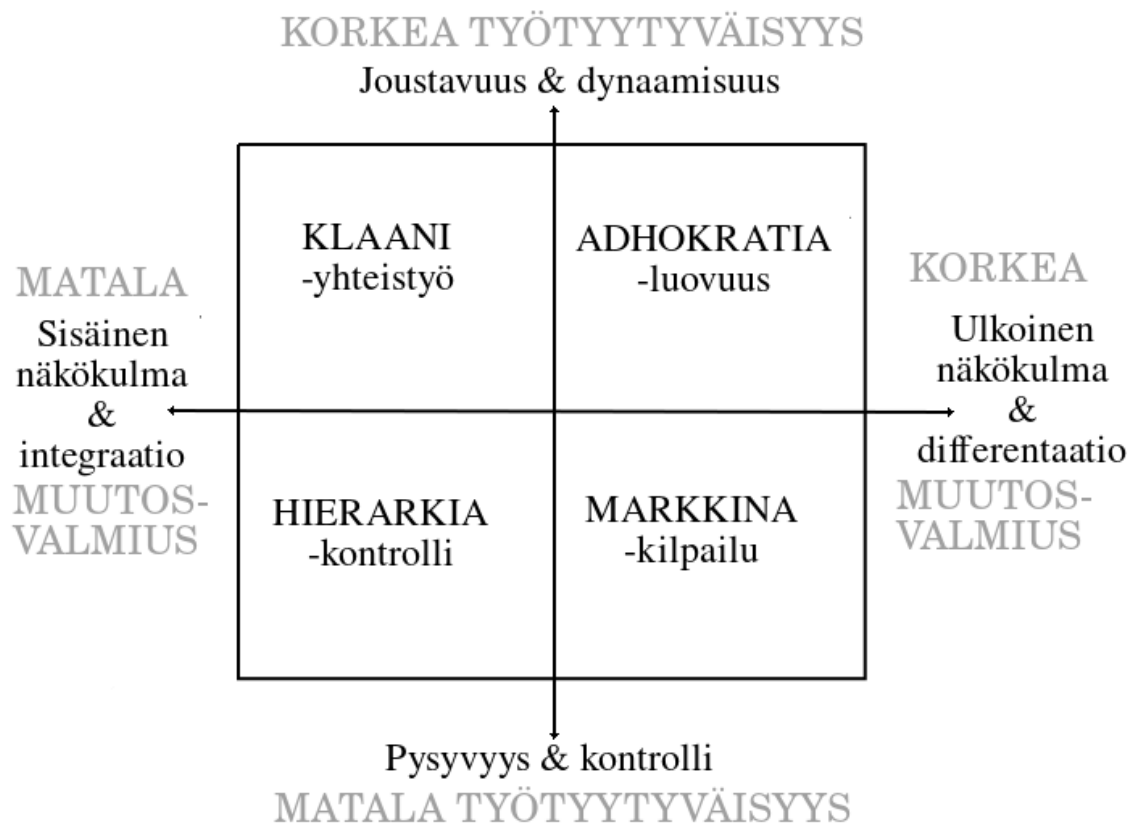 KORKEA TYÖTYYTYVÄISYYS
Joustavuus & dynaamisuus
KLAANI
-yhteistyö
ADHOKRATIA
-luovuus
MATALA
Sisäinen
näkökulma
&
integraatio
MUUTOS-
VALMIUS
KORKEA
Ulkoinen
näkökulma
&
differentaatio
MUUTOS-
VALMIUS
HIERARKIA
-kontrolli
MARKKINA
-kilpailu
Pysyvyys & kontrolli
MATALA TYÖTYYTYVÄISYYS